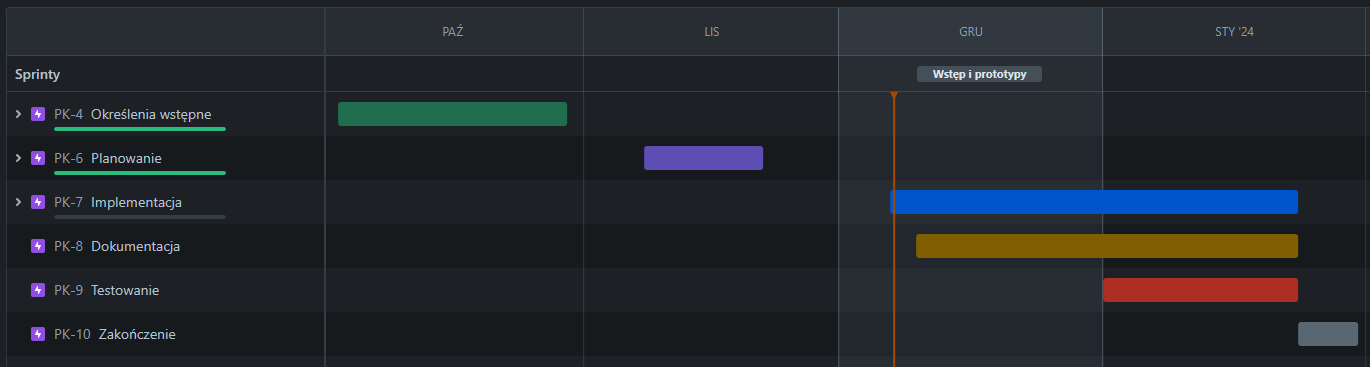 PAŹ LIS GRU STY '24
Sprinty Wstęp i prototypy
PK-4 Określenia wstępne
PK-6 Planowanie
PK-7 Implementacja
PK-8 Dokumentacja
PK-9 Testowanie
PK-10 Zakończenie